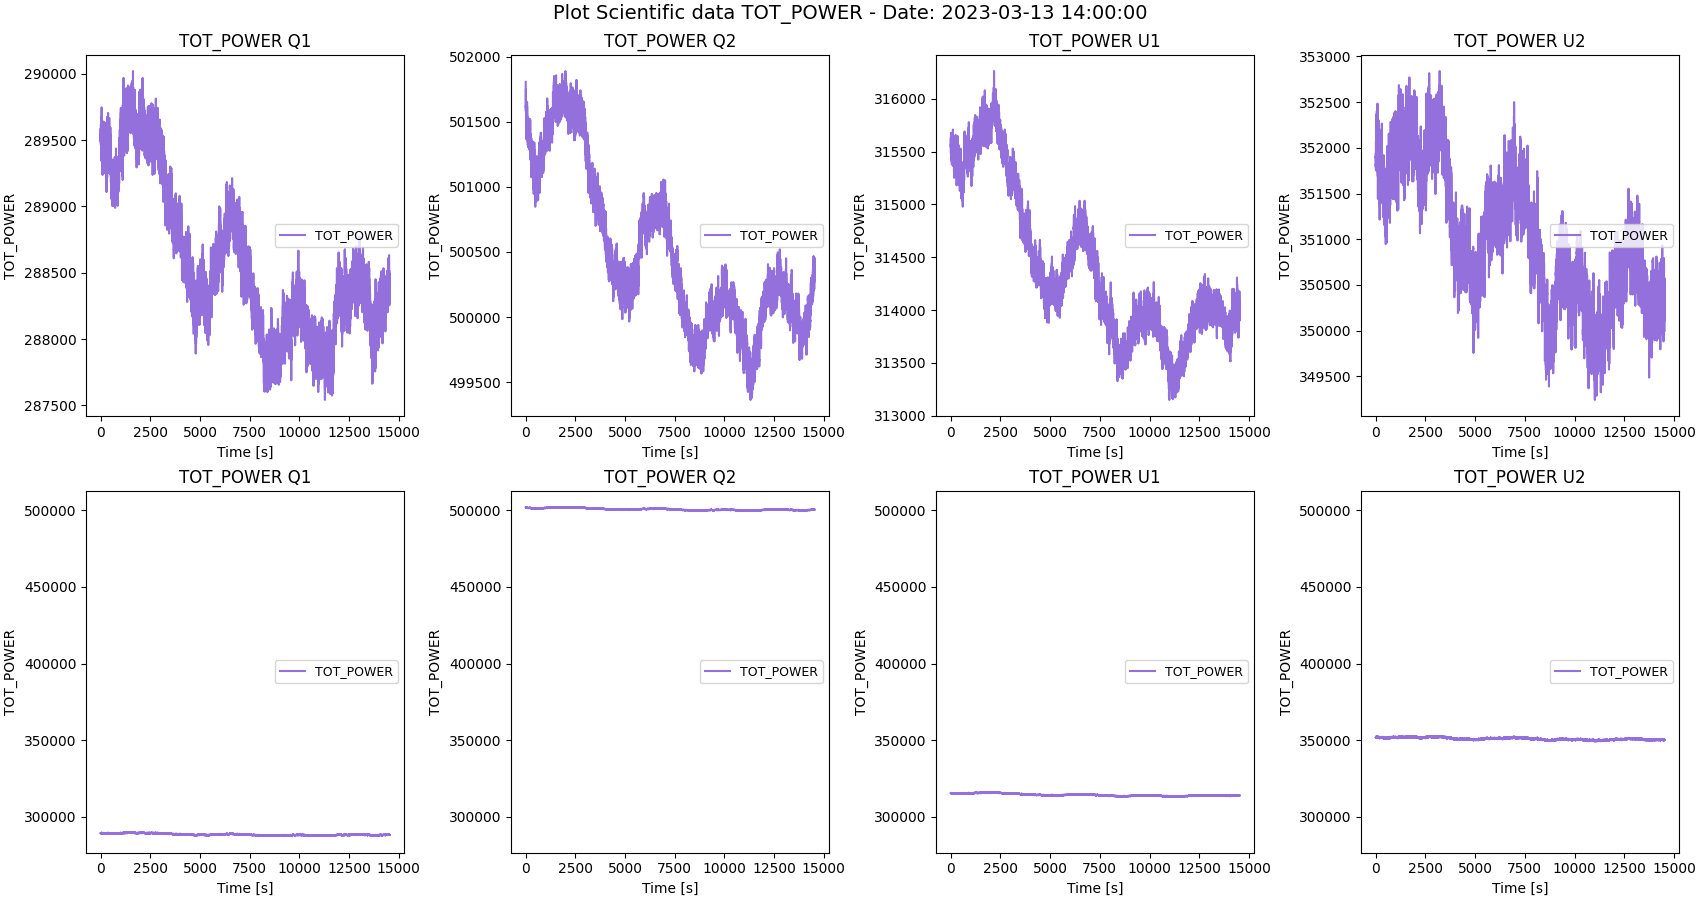 Plot Scientific data TOT_POWER - Date: 2023-03-13 14:00:00
TOT_POWER Q1
TOT_POWER
290000
289500
289000
288500
288000
287500
0 2500 5000 7500 10000 12500 15000
Time [s]
TOT_POWER
TOT_POWER Q2
TOT_POWER
502000
501500
501000
500500
500000
499500
0 2500 5000 7500 10000 12500 15000
Time [s]
TOT_POWER
TOT_POWER U1
TOT_POWER
316000
315500
315000
314500
314000
313500
313000
0 2500 5000 7500 10000 12500 15000
Time [s]
TOT_POWER
TOT_POWER U2
TOT_POWER
353000
352500
352000
351500
351000
350500
350000
349500
0 2500 5000 7500 10000 12500 15000
Time [s]
TOT_POWER
TOT_POWER Q1
TOT_POWER
500000
450000
400000
350000
300000
0 2500 5000 7500 10000 12500 15000
Time [s]
TOT_POWER
TOT_POWER Q2
TOT_POWER
500000
450000
400000
350000
300000
0 2500 5000 7500 10000 12500 15000
Time [s]
TOT_POWER
TOT_POWER U1
TOT_POWER
500000
450000
400000
350000
300000
0 2500 5000 7500 10000 12500 15000
Time [s]
TOT_POWER
TOT_POWER U2
TOT_POWER
500000
450000
400000
350000
300000
0 2500 5000 7500 10000 12500 15000
Time [s]
TOT_POWER